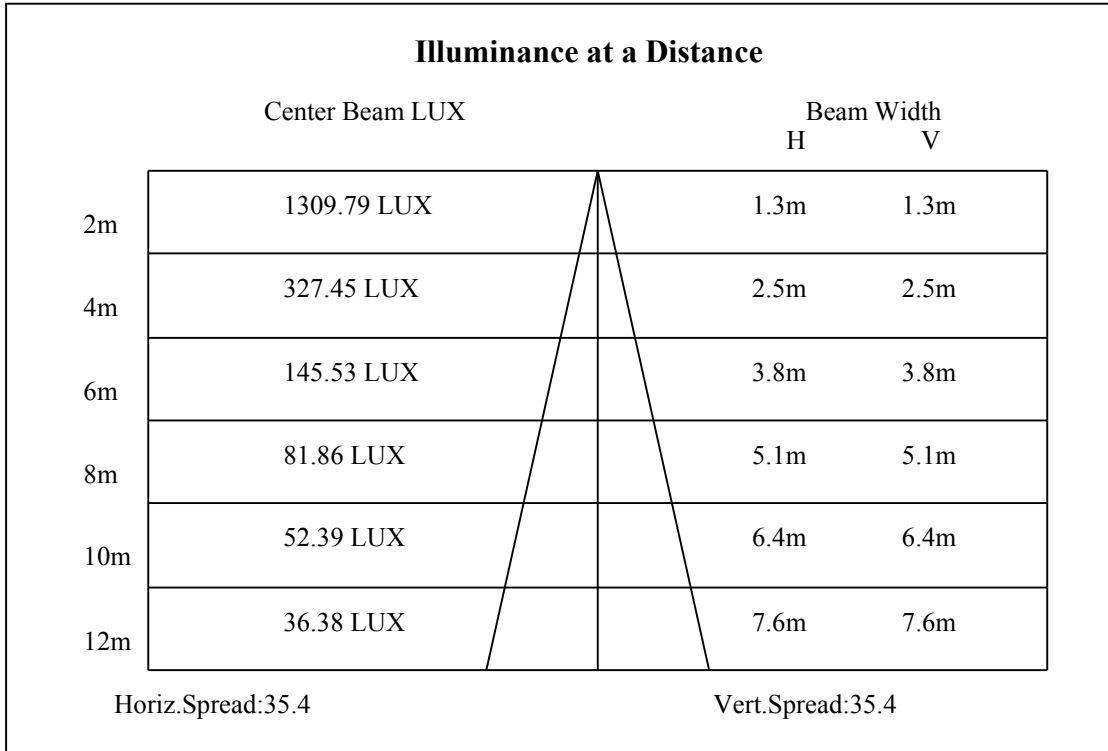 Illuminance at a Distance
Center Beam LUX Beam Width
H V
2m 1309.79 LUX 1.3m 1.3m
4m 327.45 LUX 2.5m 2.5m
6m 145.53 LUX 3.8m 3.8m
8m 81.86 LUX 5.1m 5.1m
10m 52.39 LUX 6.4m 6.4m
12m 36.38 LUX 7.6m 7.6m
Horiz.Spread:35.4 Vert.Spread:35.4